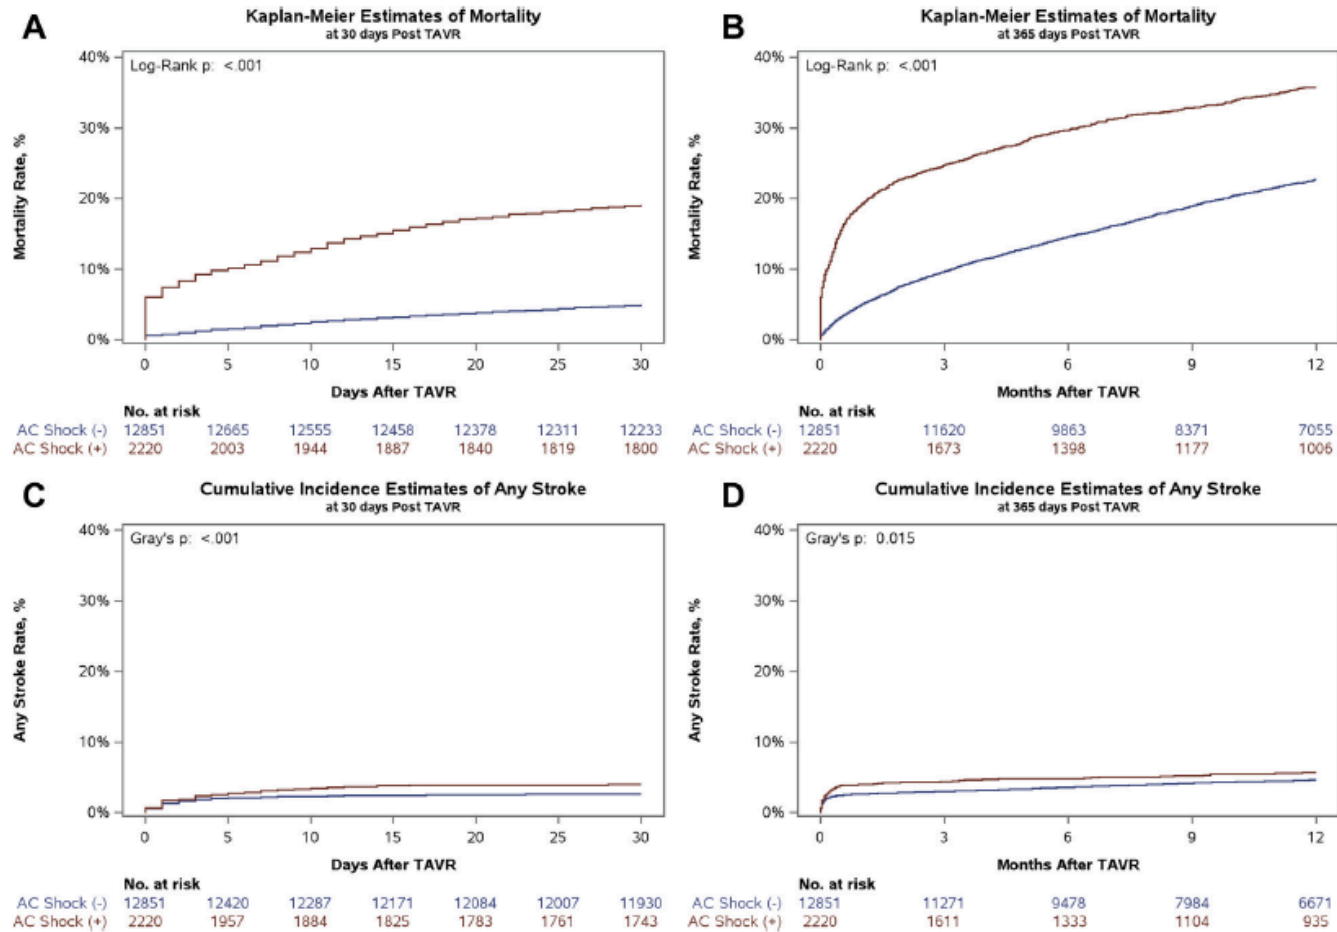 A
Kaplan-Meier Estimates of Mortality
at 30 days Post TAVR
Log-Rank p: <.001
40%
30%
20%
10%
0%
Mortality Rate, %
0 5 10 15 20 25 30
Days After TAVR
No. at risk
AC Shock (-) 12851 12665 12555 12458 12378 12311 12233
AC Shock (+) 2220 2003 1944 1887 1840 1819 1800
B
Kaplan-Meier Estimates of Mortality
at 365 days Post TAVR
Log-Rank p: <.001
40%
30%
20%
10%
0%
Mortality Rate, %
0 3 6 9 12
Months After TAVR
No. at risk
AC Shock (-) 12851 11620 9863 8371 7055
AC Shock (+) 2220 1673 1398 1177 1006
C
Cumulative Incidence Estimates of Any Stroke
at 30 days Post TAVR
Gray's p: <.001
40%
30%
20%
10%
0%
Any Stroke Rate, %
0 5 10 15 20 25 30
Days After TAVR
No. at risk
AC Shock (-) 12851 12420 12287 12171 12084 12007 11930
AC Shock (+) 2220 1957 1884 1825 1783 1761 1743
D
Cumulative Incidence Estimates of Any Stroke
at 365 days Post TAVR
Gray's p: 0.015
40%
30%
20%
10%
0%
Any Stroke Rate, %
0 3 6 9 12
Months After TAVR
No. at risk
AC Shock (-) 12851 11271 9478 7984 6671
AC Shock (+) 2220 1611 1333 1104 935